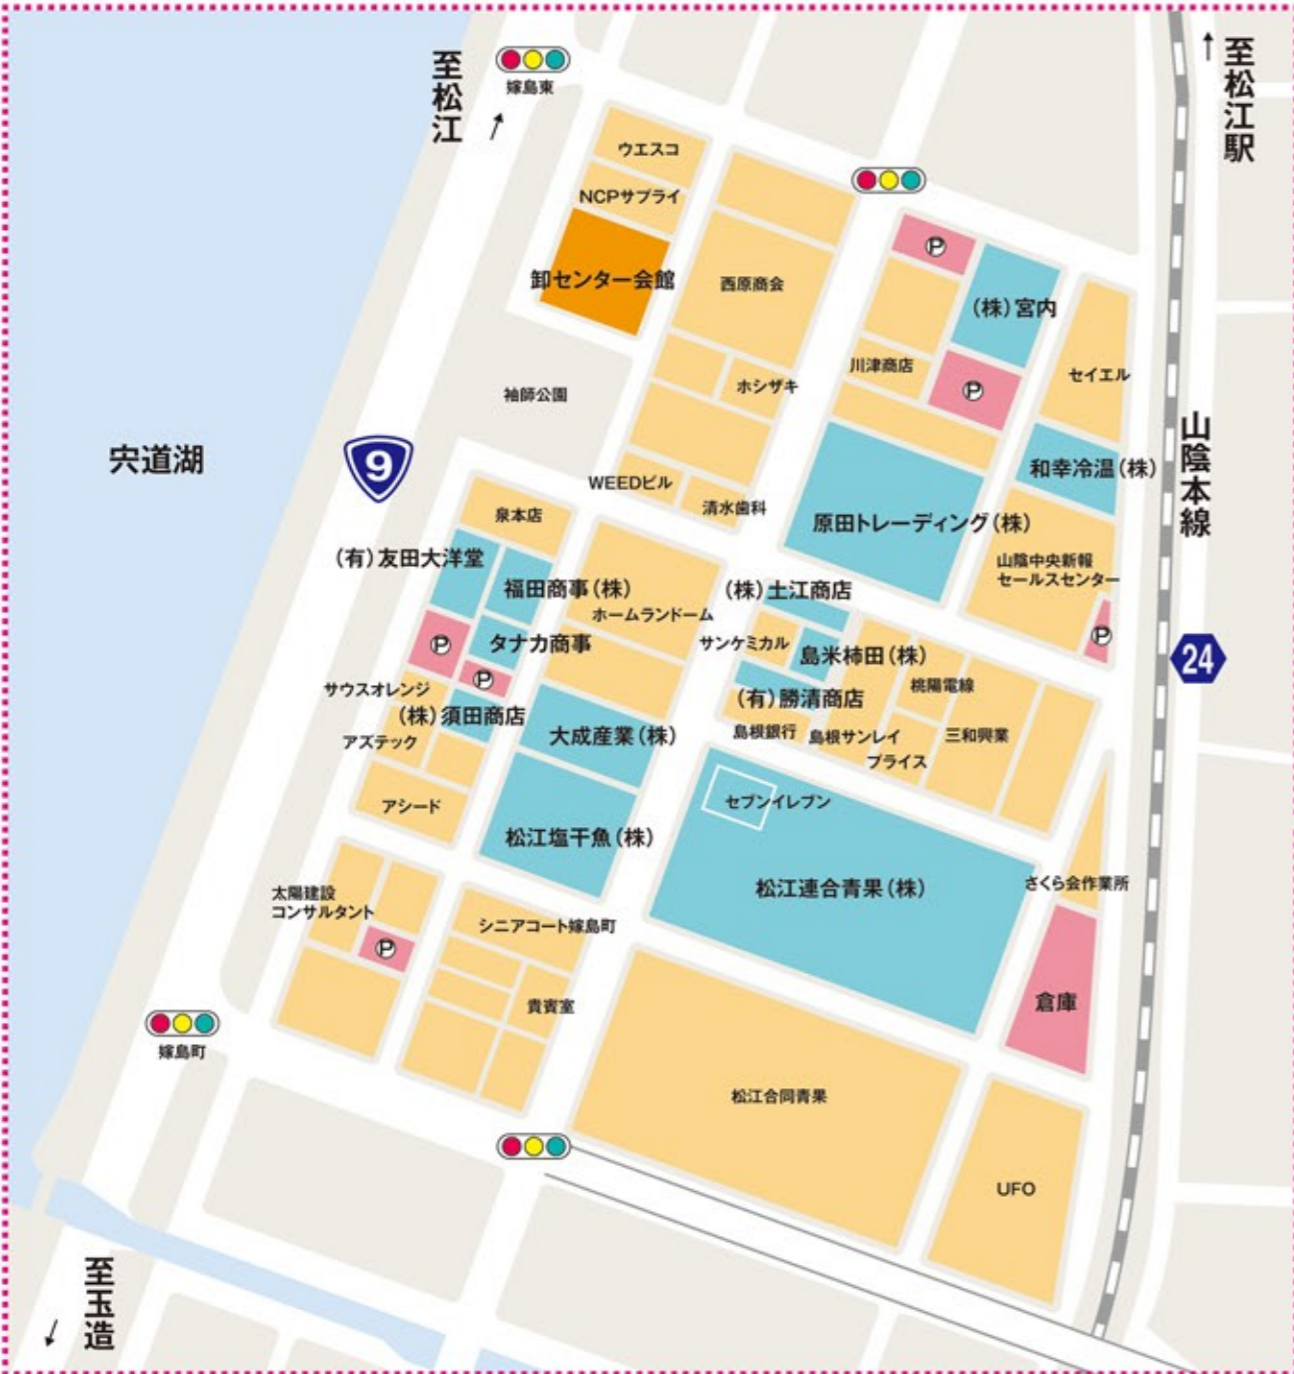 至松江
嫁島東
至松江駅
ウエスコ
NCPサプライ
卸センター会館
西原商会
P
(株)宮内
川津商店
P
セイエル
ホシザキ
袖師公園
宍道湖
9
WEEDビル
清水歯科
和幸冷温(株)
山陰本線
原田トレーディング(株)
山陰中央新報
セールスセンター
P
24
泉本店
(有)友田大洋堂
福田商事(株)
ホームランドーム
タナカ商事
P
P
サウスオレンジ
(株)須田商店
アズテック
アシード
大成産業(株)
松江塩干魚(株)
(株)土江商店
サンケミカル
島米柿田(株)
(有)勝清商店
島根銀行
島根サンレイ
桃陽電線
プライス
三和興業
セブンイレブン
松江連合青果(株)
さくら会作業所
倉庫
太陽建設
コンサルタント
P
シニアコート嫁島町
貴賓室
嫁島町
松江合同青果
UFO
至玉造